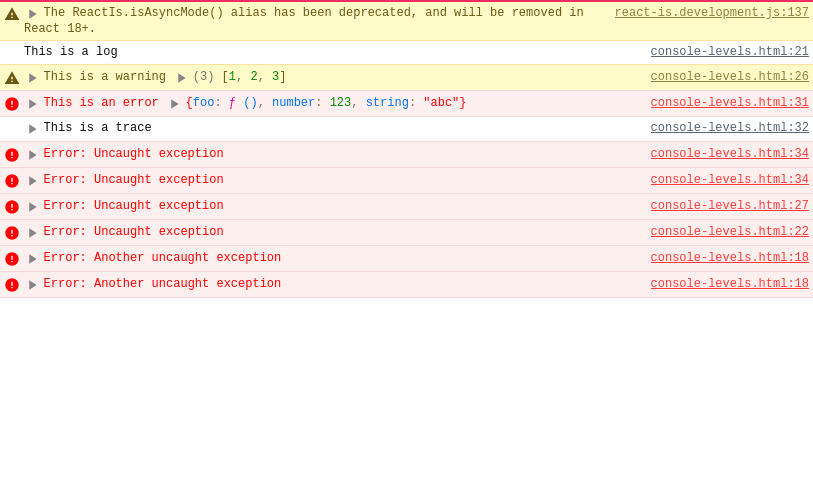 The ReactIs.isAsyncMode() alias has been deprecated, and will be removed in react-is.development.js:137
React 18+.
This is a log console-levels.html:21
This is a warning (3) [1, 2, 3] console-levels.html:26
This is an error {foo: ƒ (), number: 123, string: "abc"} console-levels.html:31
This is a trace console-levels.html:32
Error: Uncaught exception console-levels.html:34
Error: Uncaught exception console-levels.html:34
Error: Uncaught exception console-levels.html:27
Error: Uncaught exception console-levels.html:22
Error: Another uncaught exception console-levels.html:18
Error: Another uncaught exception console-levels.html:18